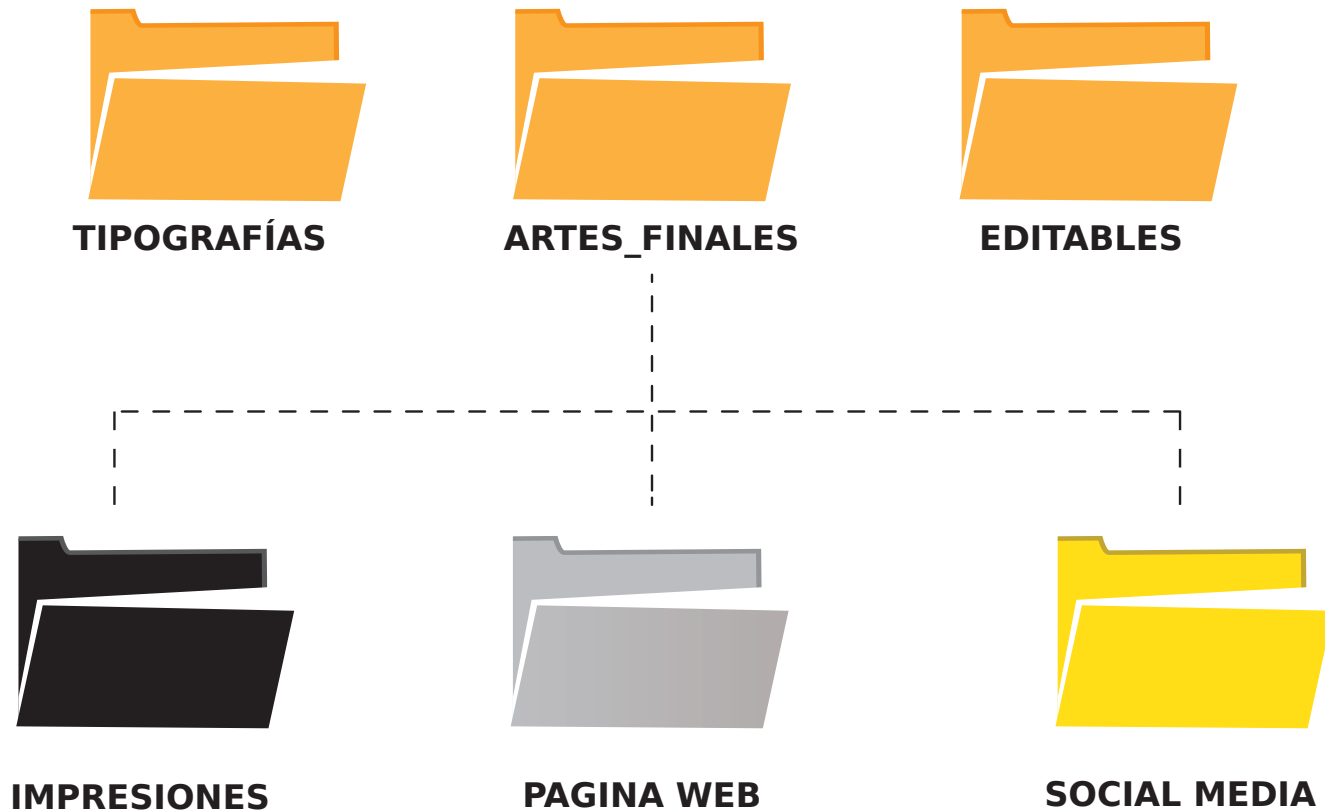 TIPOGRAFÍAS
ARTES_FINALES
EDITABLES
IMPRESIONES
PAGINA WEB
SOCIAL MEDIA